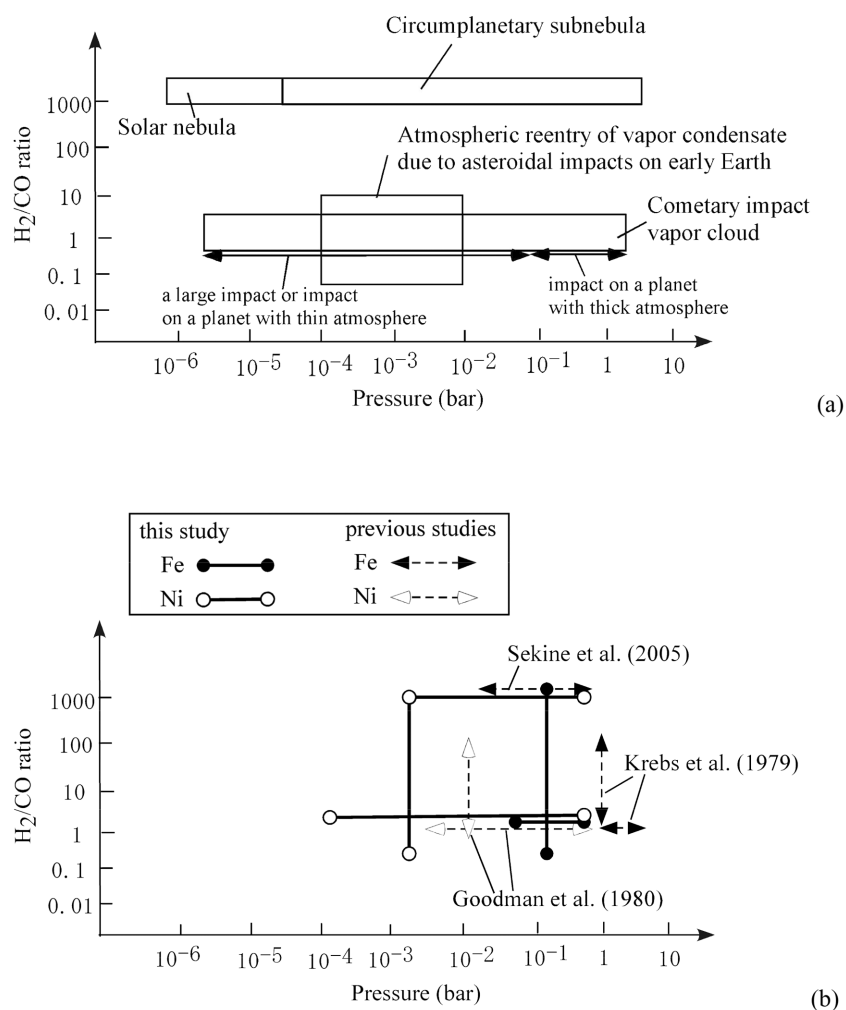 Circumplanetary subnebula
1000
Solar nebula
Atmospheric reentry of vapor condensate
due to asteroidal impacts on early Earth
100
H2/CO ratio
10
Cometary impact
vapor cloud
1
0.1
a large impact or impact
on a planet with thin atmosphere
impact on a planet
with thick atmosphere
0.01
10-6 10-5 10-4 10-3 10-2 10-1 1 10
Pressure (bar)
(a)
this study previous studies
Fe Fe
Ni Ni
Sekine et al. (2005)
1000
100
H2/CO ratio
Krebs et al. (1979)
10
1
0.1
Goodman et al. (1980)
0.01
10-6 10-5 10-4 10-3 10-2 10-1 1 10
Pressure (bar)
(b)